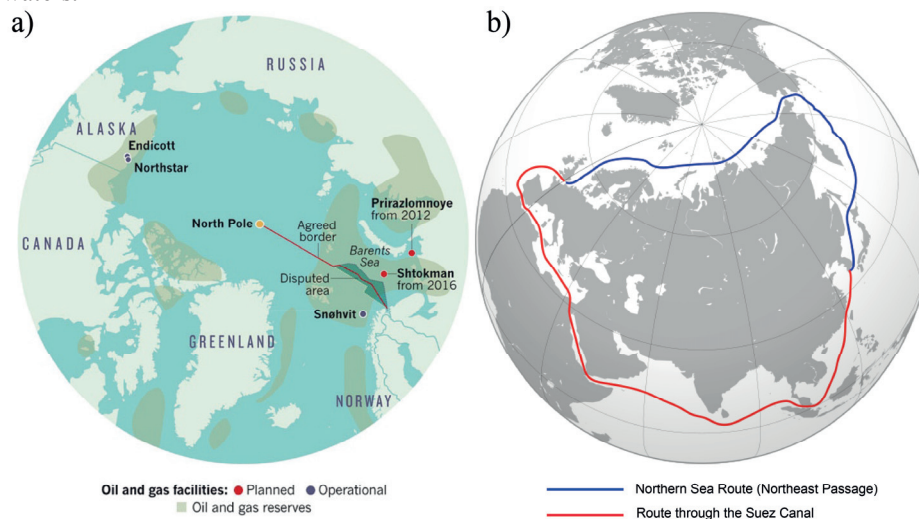 waters.
a)
RUSSIA
ALASKA
Endicott
Northstar
Prirazlomnoye
from 2012
North Pole
Agreed
border
Barents
Sea
CANADA
Shtokman
from 2016
Disputed
area
Snøhvit
GREENLAND
NORWAY
Oil and gas facilities: Planned Operational
Oil and gas reserves
b)
Northern Sea Route (Northeast Passage)
Route through the Suez Canal